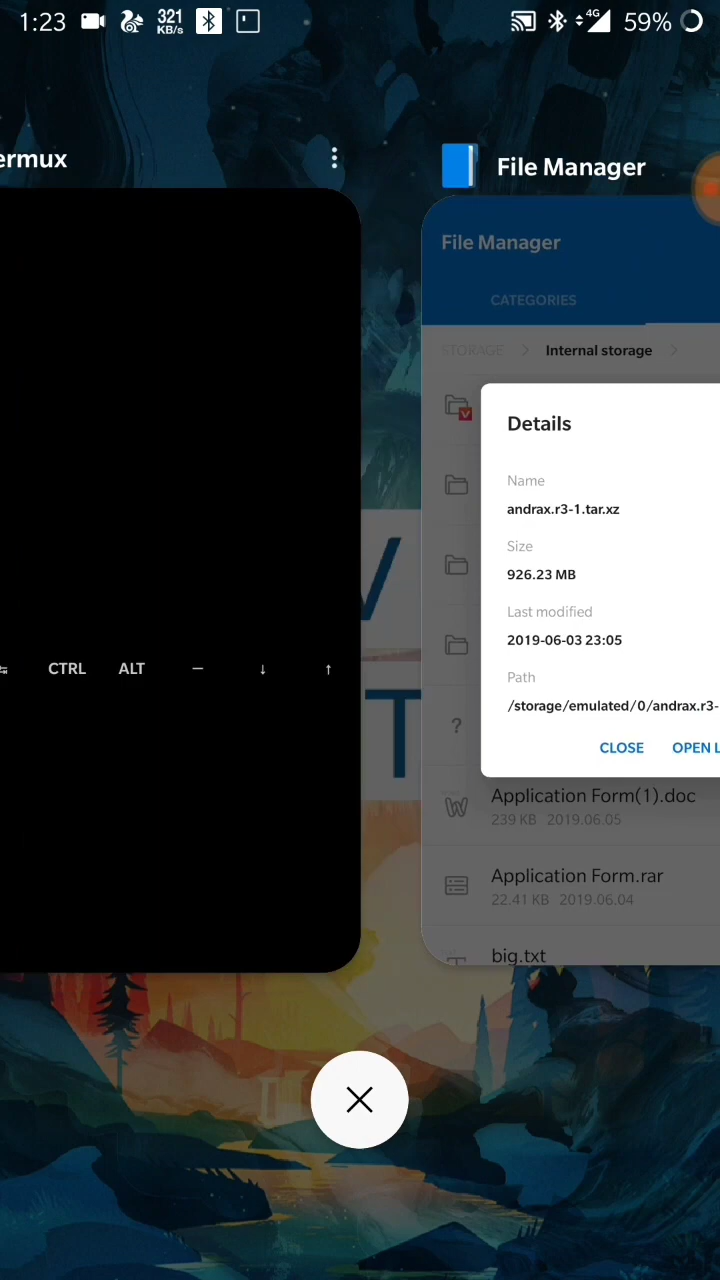 1:23
321
KB/s
4G
59%
ermux
File Manager
File Manager
CATEGORIES
STORAGE
Internal storage
Details
Name
andrax.r3-1.tar.xz
Size
926.23 MB
Last modified
2019-06-03 23:05
Path
/storage/emulated/0/andrax.r3-
CLOSE
OPEN L
CTRL
ALT
—
↓
↑
V
T
?
W
Application Form(1).doc
239 KB 2019.06.05
Application Form.rar
22.41 KB 2019.06.04
big.txt